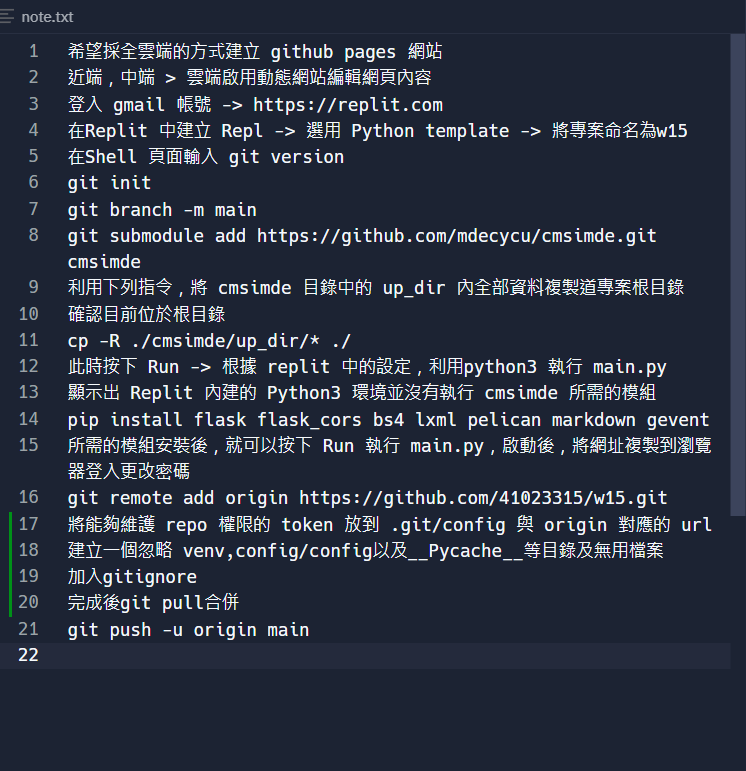 note.txt
1 希望採全雲端的方式建立 github pages 網站
2 近端,中端 > 雲端啟用動態網站編輯網頁內容
3 登入 gmail 帳號 -> https://replit.com
4 在Replit 中建立 Repl -> 選用 Python template -> 將專案命名為w15
5 在Shell 頁面輸入 git version
6 git init
7 git branch -m main
8 git submodule add https://github.com/mdecycu/cmsimde.git
cmsimde
9 利用下列指令,將 cmsimde 目錄中的 up_dir 內全部資料複製道專案根目錄
10 確認目前位於根目錄
11 cp -R ./cmsimde/up_dir/* ./
12 此時按下 Run -> 根據 replit 中的設定,利用python3 執行 main.py
13 顯示出 Replit 內建的 Python3 環境並沒有執行 cmsimde 所需的模組
14 pip install flask flask_cors bs4 lxml pelican markdown gevent
15 所需的模組安裝後,就可以按下 Run 執行 main.py,啟動後,將網址複製到瀏覽
器登入更改密碼
16 git remote add origin https://github.com/41023315/w15.git
17 將能夠維護 repo 權限的 token 放到 .git/config 與 origin 對應的 url
18 建立一個忽略 venv,config/config以及__Pycache__等目錄及無用檔案
19 加入gitignore
20 完成後git pull合併
21 git push -u origin main
22